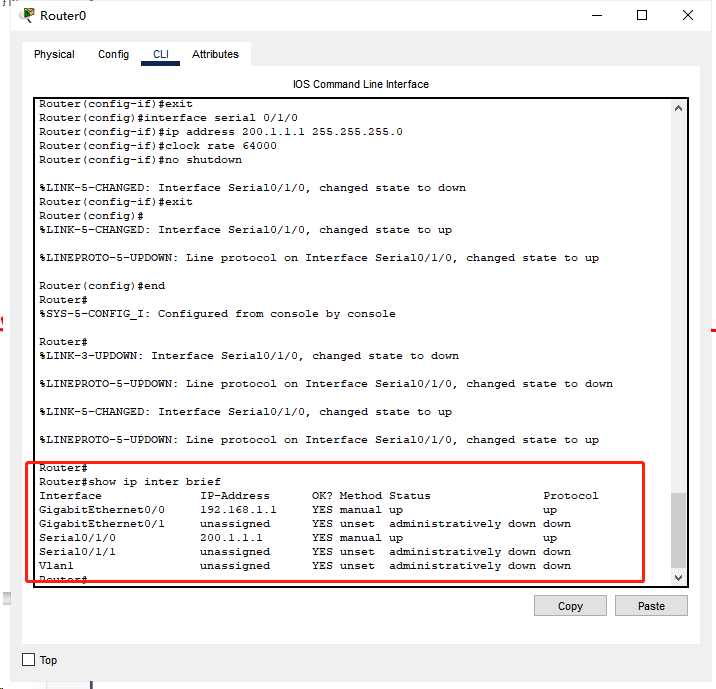 Router0
Physical Config CLI Attributes
IOS Command Line Interface
Router(config-if)#exit
Router(config)#interface serial 0/1/0
Router(config-if)#ip address 200.1.1.1 255.255.255.0
Router(config-if)#clock rate 64000
Router(config-if)#no shutdown
%LINK-5-CHANGED: Interface Serial0/1/0, changed state to down
Router(config-if)#exit
Router(config)#
%LINK-5-CHANGED: Interface Serial0/1/0, changed state to up
%LINEPROTO-5-UPDOWN: Line protocol on Interface Serial0/1/0, changed state to up
Router(config)#end
Router#
%SYS-5-CONFIG_I: Configured from console by console
Router#
%LINK-3-UPDOWN: Interface Serial0/1/0, changed state to down
%LINEPROTO-5-UPDOWN: Line protocol on Interface Serial0/1/0, changed state to down
%LINK-5-CHANGED: Interface Serial0/1/0, changed state to up
%LINEPROTO-5-UPDOWN: Line protocol on Interface Serial0/1/0, changed state to up
Router#
Router#show ip inter brief
Interface IP-Address OK? Method Status Protocol
GigabitEthernet0/0 192.168.1.1 YES manual up up
GigabitEthernet0/1 unassigned YES unset administratively down down
Serial0/1/0 200.1.1.1 YES manual up up
Serial0/1/1 unassigned YES unset administratively down down
Vlan1 unassigned YES unset administratively down down
Router#
Copy Paste
Top